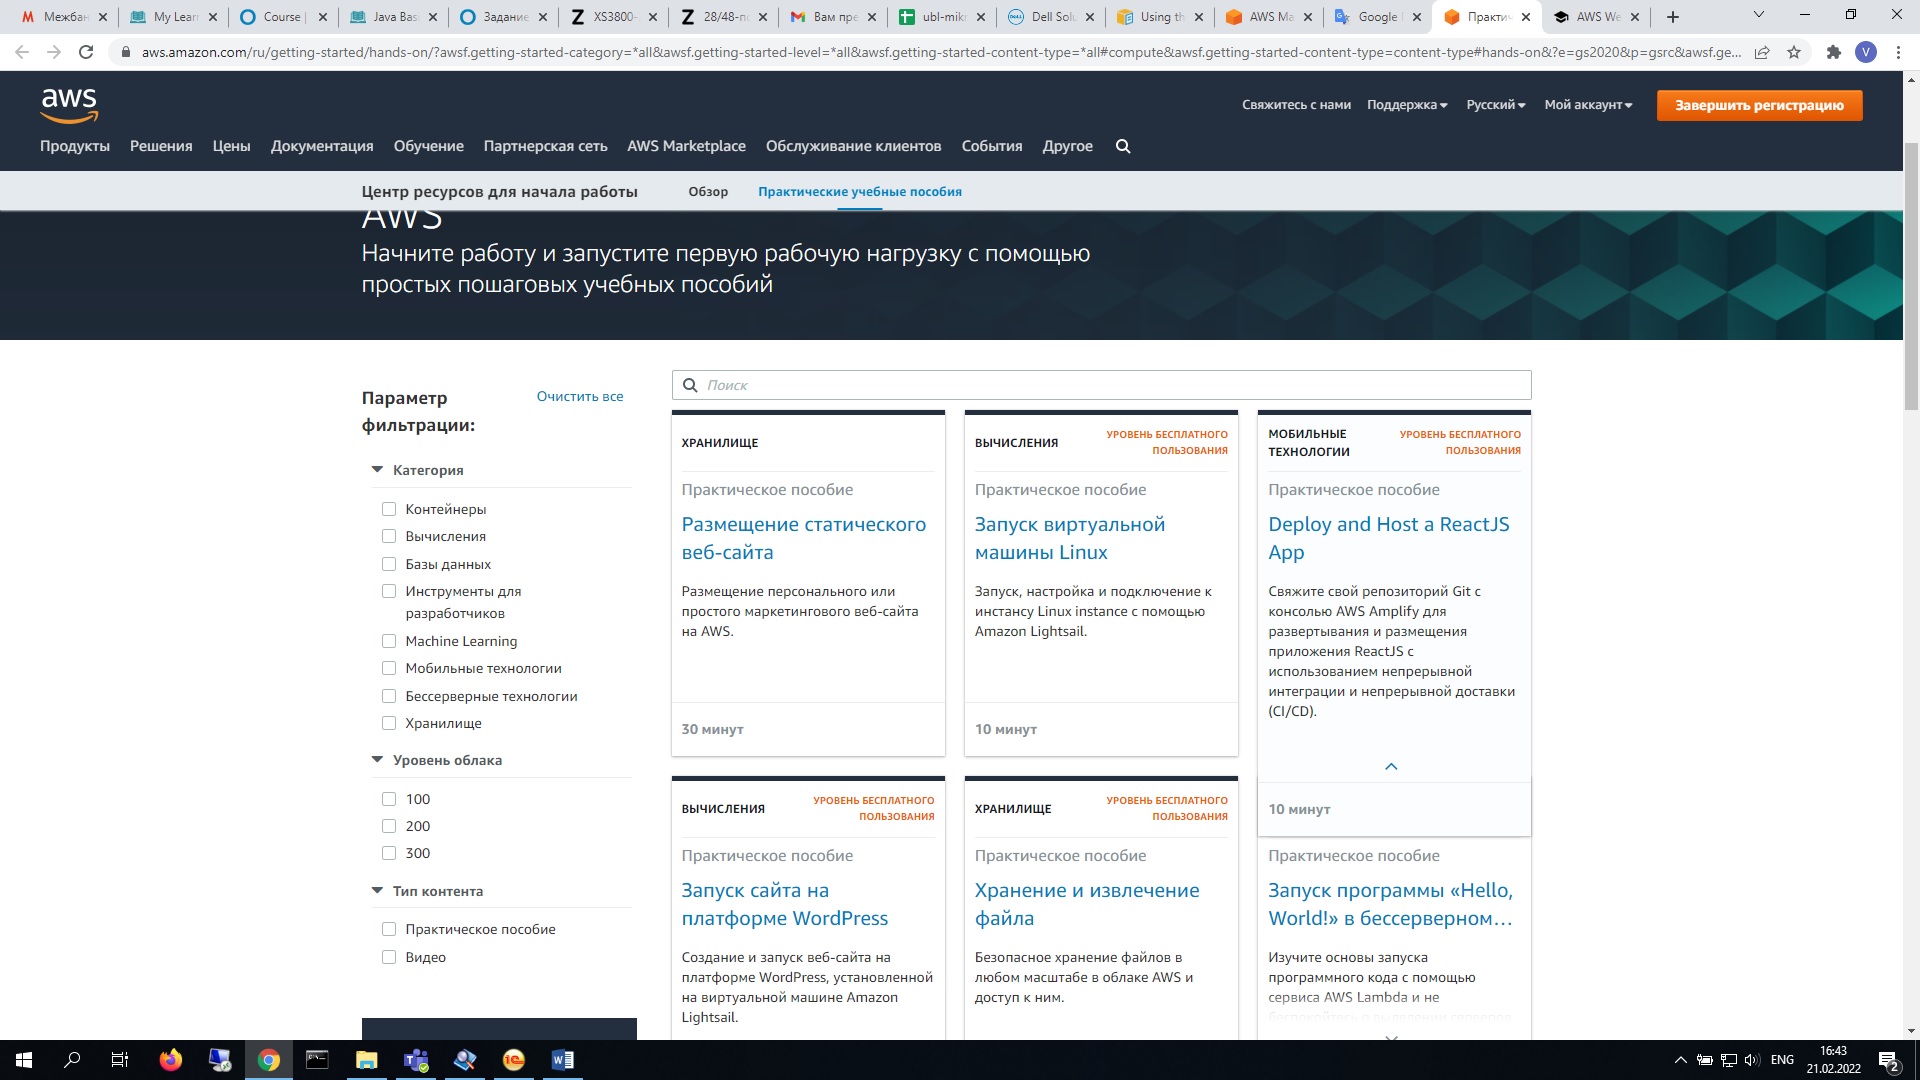 Межбан
My Learn
Course |
Java Bas
Задание
XS3800-
28/48-по
Вам пре
ubl-mikr
Dell Solu
Using th
AWS Ma
Google
Практич
AWS We
aws.amazon.com/ru/getting-started/hands-on/?awsf.getting-started-category=*all&awsf.getting-started-level=*all&awsf.getting-started-content-type=*all#compute&awsf.getting-started-content-type=content-type#hands-on&?e=gs2020&p=gsrc&awsf.ge...
V
aws
Свяжитесь с нами
Поддержка
Русский
Мой аккаунт
Завершить регистрацию
Продукты
Решения
Цены
Документация
Обучение
Партнерская сеть
AWS Marketplace
Обслуживание клиентов
События
Другое
Центр ресурсов для начала работы
Обзор
Практические учебные пособия
AWS
Начните работу и запустите первую рабочую нагрузку с помощью
простых пошаговых учебных пособий
Параметр
фильтрации:
Очистить все
Категория
Контейнеры
Вычисления
Базы данных
Инструменты для
разработчиков
Machine Learning
Мобильные технологии
Бессерверные технологии
Хранилище
Уровень облака
100
200
300
Тип контента
Практическое пособие
Видео
Поиск
ХРАНИЛИЩЕ
Практическое пособие
Размещение статического
веб-сайта
Размещение персонального или
простого маркетингового веб-сайта
на AWS.
30 минут
ВЫЧИСЛЕНИЯ
УРОВЕНЬ БЕСПЛАТНОГО
ПОЛЬЗОВАНИЯ
Практическое пособие
Запуск виртуальной
машины Linux
Запуск, настройка и подключение к
инстансу Linux instance с помощью
Amazon Lightsail.
10 минут
МОБИЛЬНЫЕ
ТЕХНОЛОГИИ
УРОВЕНЬ БЕСПЛАТНОГО
ПОЛЬЗОВАНИЯ
Практическое пособие
Deploy and Host a ReactJS
App
Свяжите свой репозиторий Git с
консолью AWS Amplify для
развертывания и размещения
приложения ReactJS с
использованием непрерывной
интеграции и непрерывной доставки
(CI/CD).
10 минут
ВЫЧИСЛЕНИЯ
УРОВЕНЬ БЕСПЛАТНОГО
ПОЛЬЗОВАНИЯ
Практическое пособие
Запуск сайта на
платформе WordPress
Создание и запуск веб-сайта на
платформе WordPress, установленной
на виртуальной машине Amazon
Lightsail.
ХРАНИЛИЩЕ
УРОВЕНЬ БЕСПЛАТНОГО
ПОЛЬЗОВАНИЯ
Практическое пособие
Хранение и извлечение
файла
Безопасное хранение файлов в
любом масштабе в облаке AWS и
доступ к ним.
Практическое пособие
Запуск программы «Hello,
World!» в бессерверном...
Изучите основы запуска
программного кода с помощью
сервиса AWS Lambda и не
ENG
16:43
21.02.2022
2